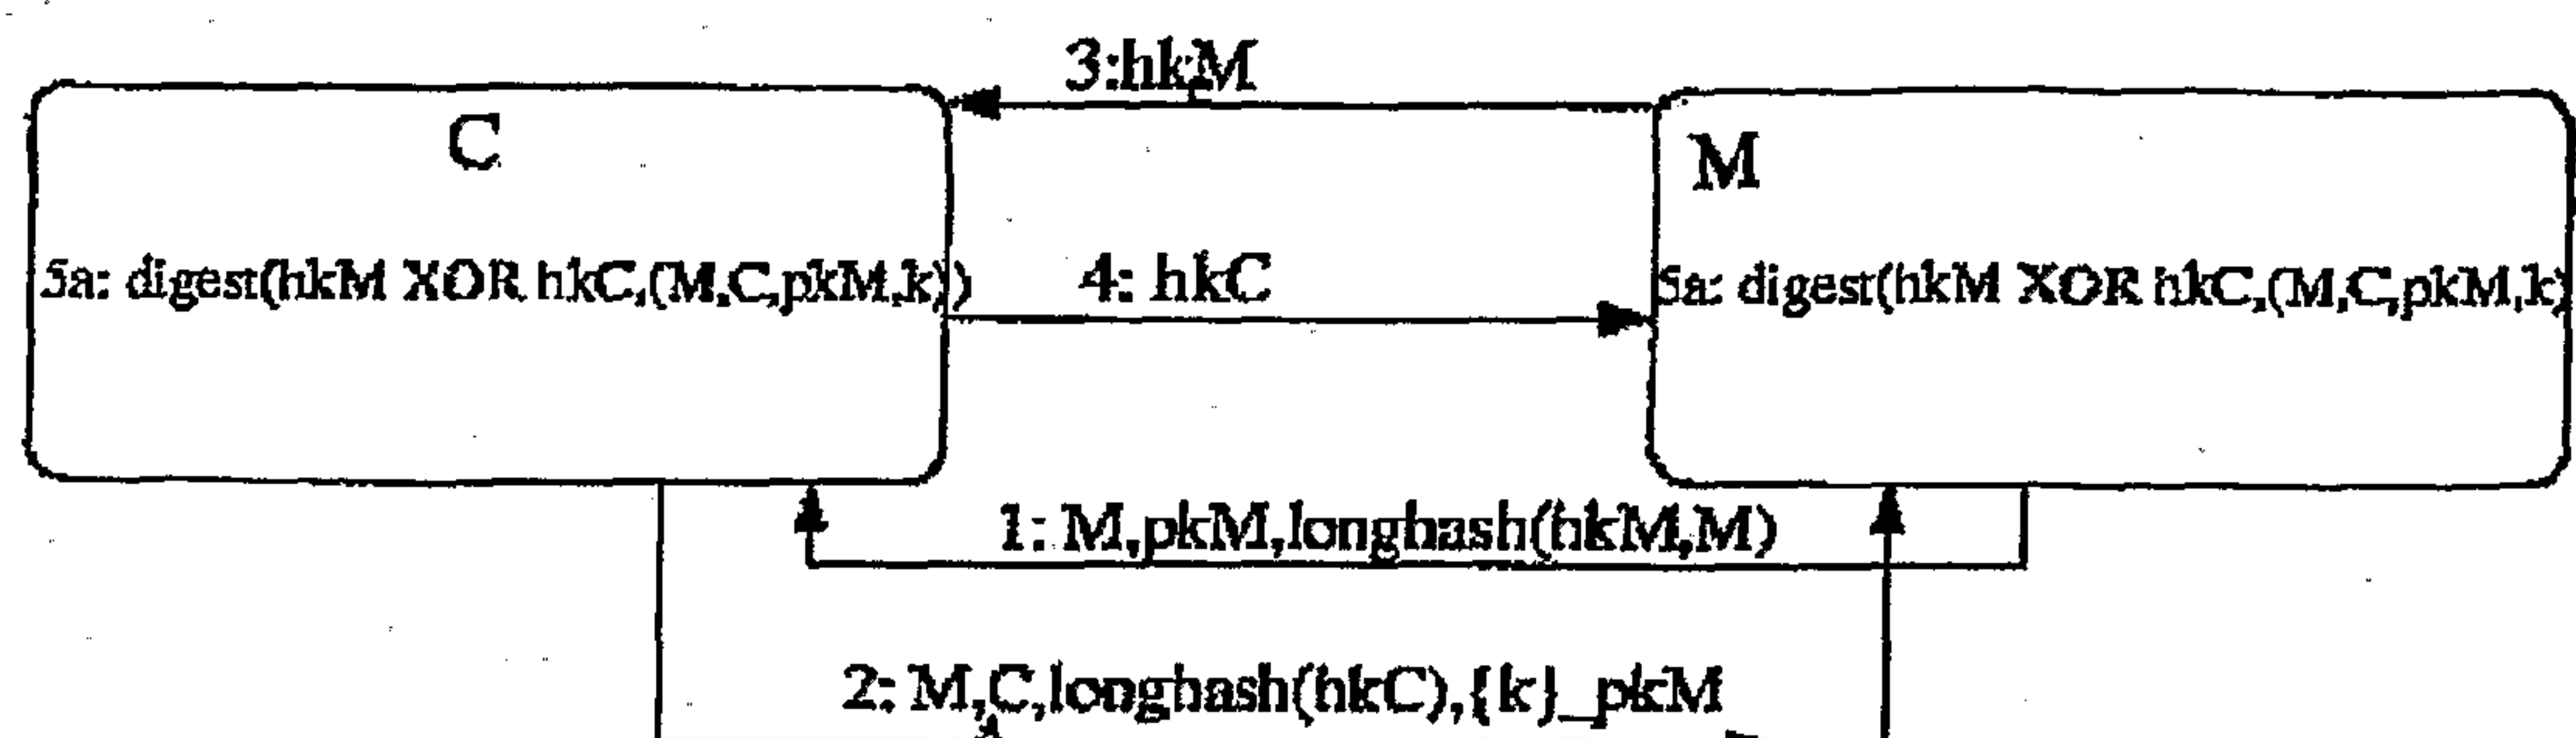 3:hkM
C
M
5a: digest(hkM XOR hkC,(M,C,pkM,k))
4: hkC
5a: digest(hkM XOR hkC,(M,C,pkM,k)
1: M,pkM,longhash(hkM,M)
2: M,C,longhash(hkC),{k}_pkM